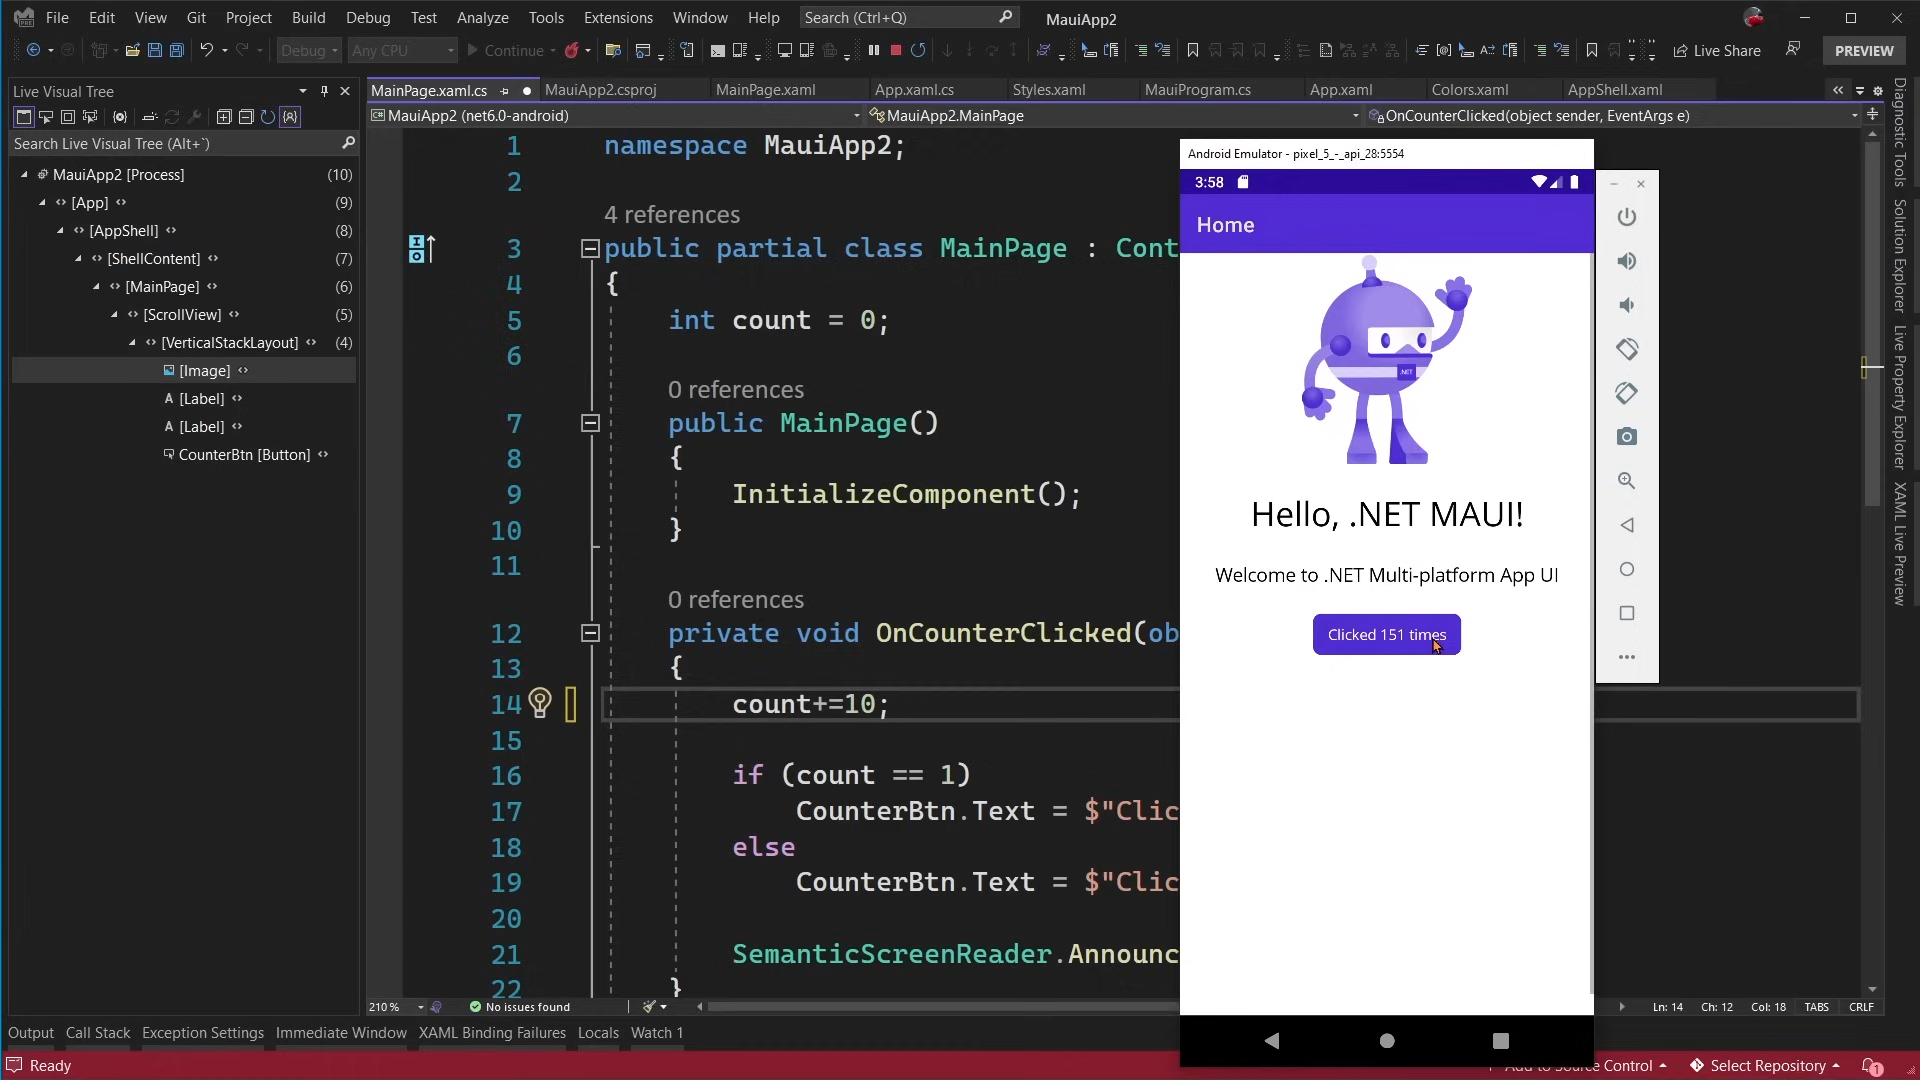 File Edit View Git Project Build Debug Test Analyze Tools Extensions Window Help Search (Ctrl+Q) MauiApp2
Debug Any CPU Continue Live Share PREVIEW
Live Visual Tree
Search Live Visual Tree (Alt+`)
MauiApp2 [Process] (10)
[App] (9)
[AppShell] (8)
[ShellContent] (7)
[MainPage] (6)
[ScrollView] (5)
[VerticalStackLayout] (4)
[Image]
[Label]
[Label]
CounterBtn [Button]
MainPage.xaml.cs MauiApp2.csproj MainPage.xaml App.xaml.cs Styles.xaml MauiProgram.cs App.xaml Colors.xaml AppShell.xaml
MauiApp2 (net6.0-android) MauiApp2.MainPage OnCounterClicked(object sender, EventArgs e)
1 namespace MauiApp2;
2
4 references
3 public partial class MainPage : Cont
4 {
5 int count = 0;
6
0 references
7 public MainPage()
8 {
9 InitializeComponent();
10 }
11
0 references
12 private void OnCounterClicked(ob
13 {
14 count+=10;
15
16 if (count == 1)
17 CounterBtn.Text = $"Clic
18 else
19 CounterBtn.Text = $"Clic
20
21 SemanticScreenReader.Announc
22 }
Android Emulator - pixel_5_-_api_28:5554
3:58
Home
.NET
Hello, .NET MAUI!
Welcome to .NET Multi-platform App UI
Clicked 151 times
Diagnostic Tools
Solution Explorer
Live Property Explorer
XAML Live Preview
210 % No issues found Ln: 14 Ch: 12 Col: 18 TABS CRLF
Output Call Stack Exception Settings Immediate Window XAML Binding Failures Locals Watch 1
Ready Add to Source Control Select Repository 1